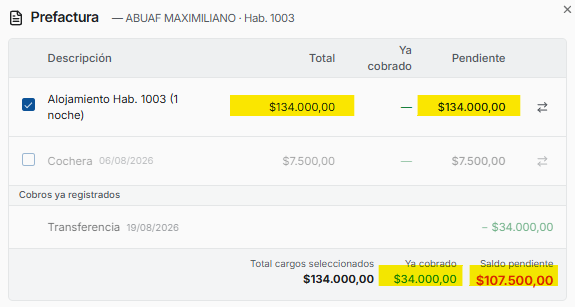 Prefactura — ABUAF MAXIMILIANO · Hab. 1003
Descripción Total Ya cobrado Pendiente
Alojamiento Hab. 1003 (1 noche) $134.000,00 — $134.000,00
Cochera 06/08/2026 $7.500,00 — $7.500,00
Cobros ya registrados
Transferencia 19/08/2026 − $34.000,00
Total cargos seleccionados Ya cobrado Saldo pendiente
$134.000,00 $34.000,00 $107.500,00